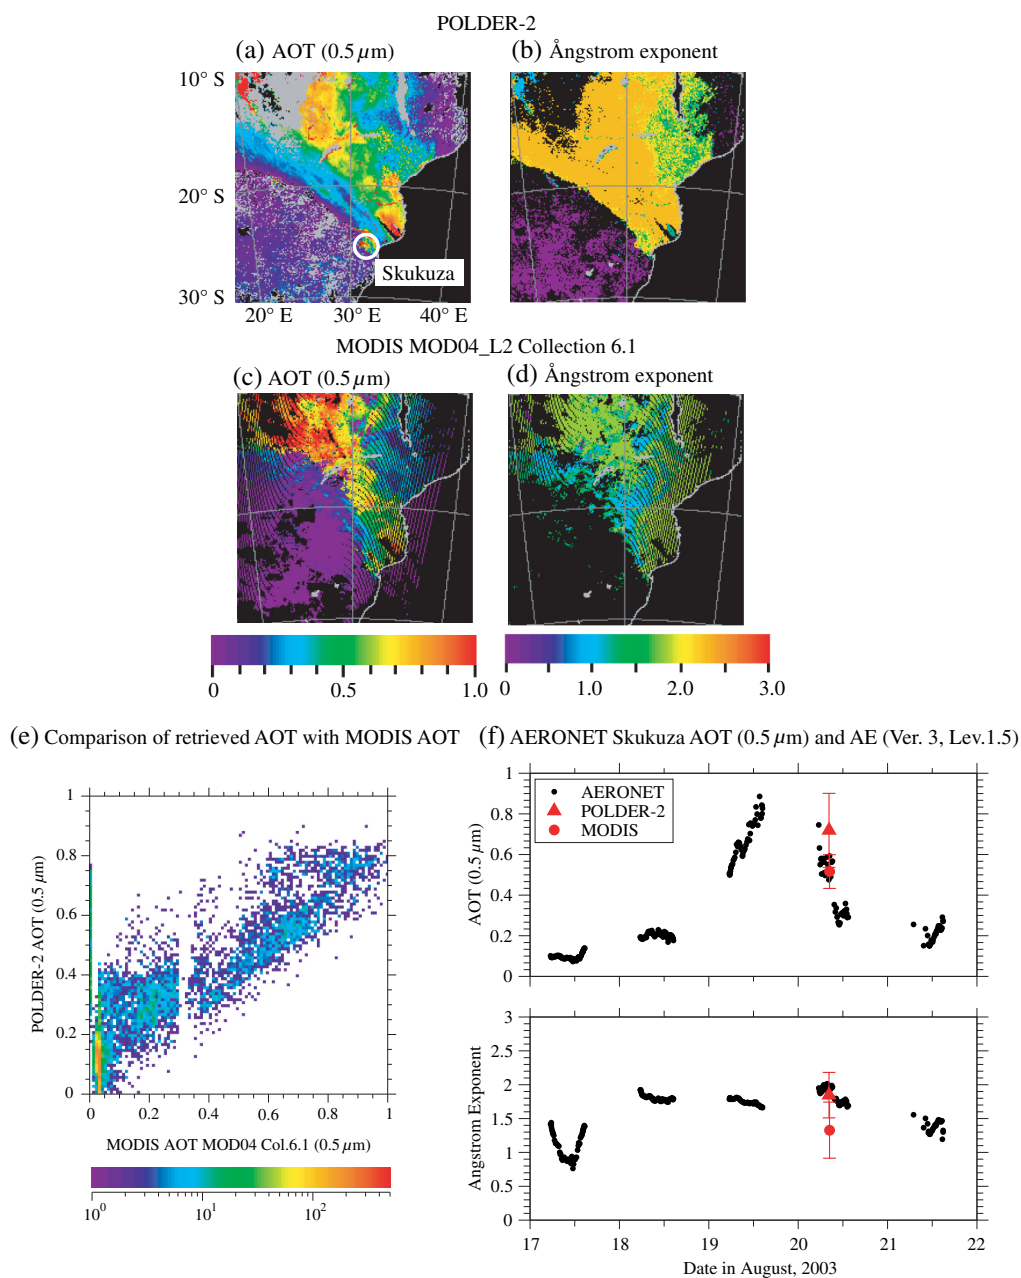 POLDER-2
(a) AOT (0.5 μm)
(b) Ångstrom exponent
10° S
20° S
30° S
Skukuza
20° E 30° E 40° E
MODIS MOD04_L2 Collection 6.1
(c) AOT (0.5 μm)
(d) Ångstrom exponent
0 0.5 1.0
0 1.0 2.0 3.0
(e) Comparison of retrieved AOT with MODIS AOT
POLDER-2 AOT (0.5 μm)
1
0.8
0.6
0.4
0.2
0
0 0.2 0.4 0.6 0.8 1
MODIS AOT MOD04 Col.6.1 (0.5 μm)
10⁰ 10¹ 10²
(f) AERONET Skukuza AOT (0.5 μm) and AE (Ver. 3, Lev.1.5)
AERONET
POLDER-2
MODIS
AOT (0.5 μm)
1
0.8
0.6
0.4
0.2
0
Angstrom Exponent
3
2.5
2
1.5
1
0.5
0
17 18 19 20 21 22
Date in August, 2003